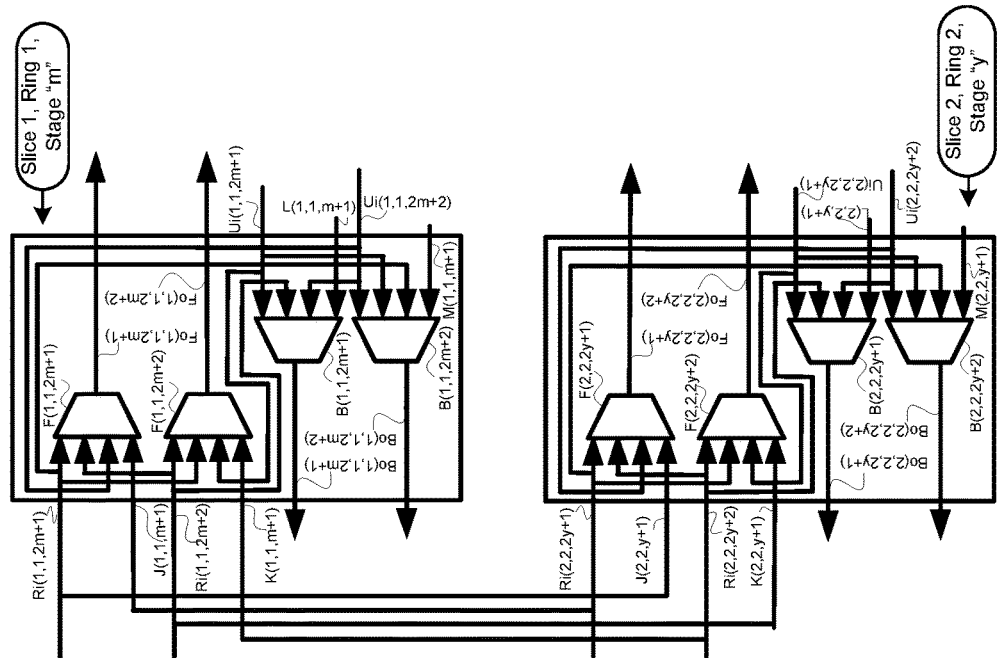 Slice 1, Ring 1,
Stage "m"
Slice 2, Ring 2,
Stage "y"
Ui(1,1,2m+1)
L(1,1,m+1)
Ui(1,1,2m+2)
M(1,1,m+1)
Fo(1,1,2m+2)
Fo(1,1,2m+1)
F(1,1,2m+1)
F(1,1,2m+2)
B(1,1,2m+1)
B(1,1,2m+2)
Bo(1,1,2m+2)
Bo(1,1,2m+1)
Ri(1,1,2m+1)
J(1,1,m+1)
Ri(1,1,2m+2)
K(1,1,m+1)
Ui(2,2,2y+1)
L(2,2,y+1)
Ui(2,2,2y+2)
M(2,2,y+1)
Fo(2,2,2y+2)
Fo(2,2,2y+1)
F(2,2,2y+1)
F(2,2,2y+2)
B(2,2,2y+1)
B(2,2,2y+2)
Bo(2,2,2y+2)
Bo(2,2,2y+1)
Ri(2,2,2y+1)
J(2,2,y+1)
Ri(2,2,2y+2)
K(2,2,y+1)